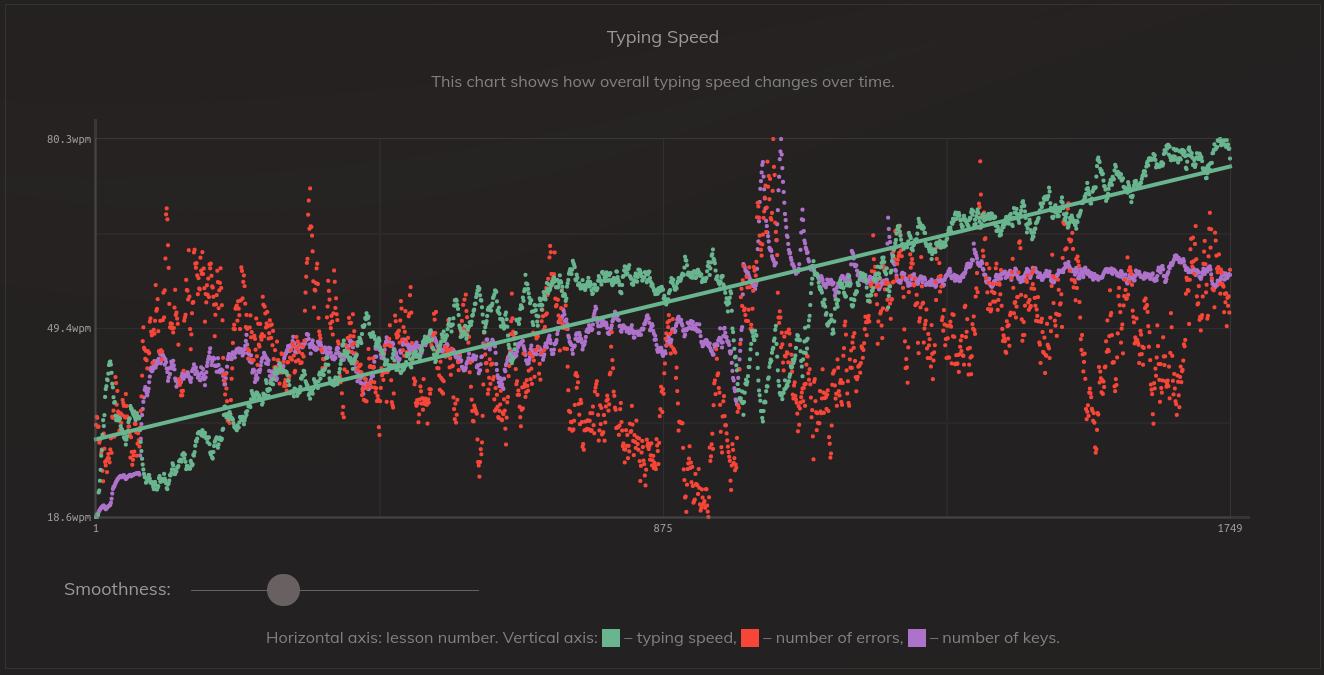 Typing Speed
This chart shows how overall typing speed changes over time.
80.3wpm
49.4wpm
18.6wpm
1 875 1749
Smoothness:
Horizontal axis: lesson number. Vertical axis: – typing speed, – number of errors, – number of keys.